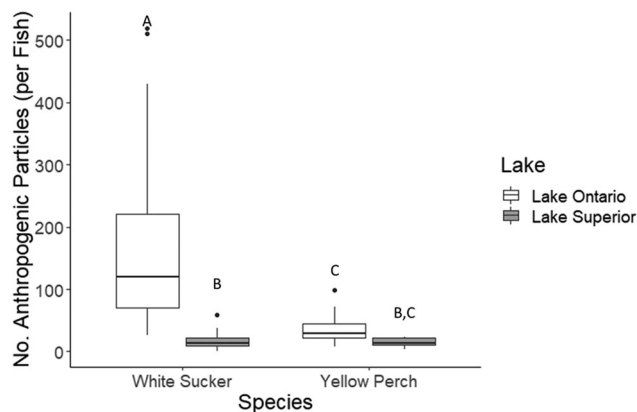 No. Anthropogenic Particles (per Fish)
500
400
300
200
100
0
A
B
C
B,C
White Sucker
Yellow Perch
Species
Lake
Lake Ontario
Lake Superior